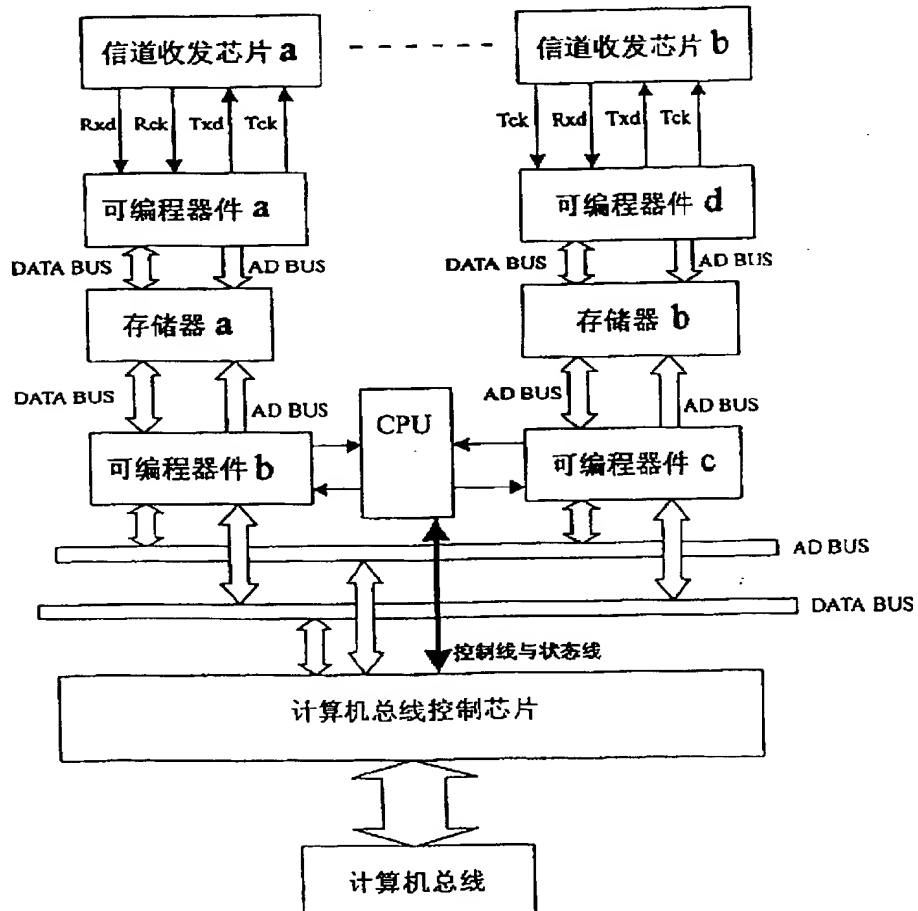 信道收发芯片 a
信道收发芯片 b
Rxd Rck Txd Tck
Tck Rxd Txd Tck
可编程器件 a
可编程器件 d
DATA BUS AD BUS
DATA BUS AD BUS
存储器 a
存储器 b
DATA BUS AD BUS
AD BUS AD BUS
CPU
可编程器件 b
可编程器件 c
AD BUS
DATA BUS
控制线与状态线
计算机总线控制芯片
计算机总线